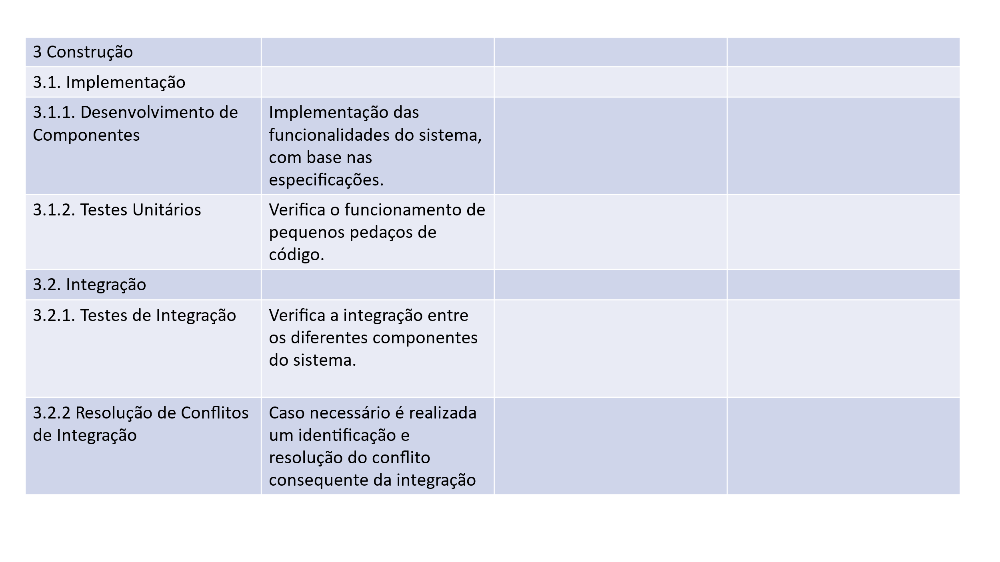 3 Construção
3.1. Implementação
3.1.1. Desenvolvimento de
Componentes
Implementação das
funcionalidades do sistema,
com base nas
especificações.
3.1.2. Testes Unitários
Verifica o funcionamento de
pequenos pedaços de
código.
3.2. Integração
3.2.1. Testes de Integração
Verifica a integração entre
os diferentes componentes
do sistema.
3.2.2 Resolução de Conflitos
de Integração
Caso necessário é realizada
um identificação e
resolução do conflito
consequente da integração